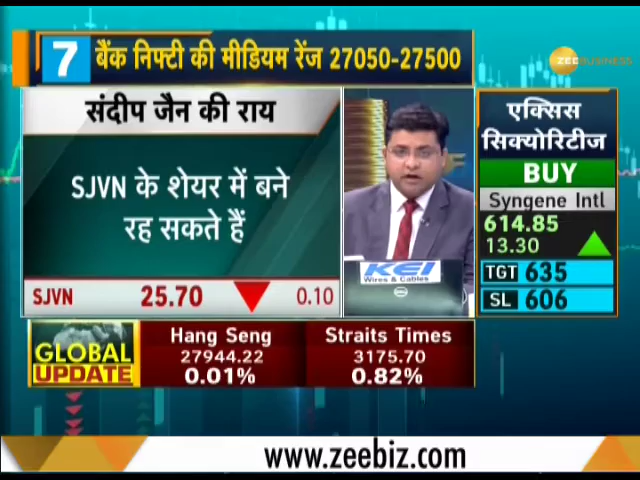 7 बैंक निफ्टी की मीडियम रेंज 27050-27500
ZEE BUSINESS
संदीप जैन की राय
SJVN के शेयर में बने
रह सकते हैं
SJVN 25.70 0.10
KEI
Wires & Cables
एक्सिस
सिक्योरिटीज
BUY
Syngene Intl
614.85
13.30
TGT 635
SL 606
GLOBAL
UPDATE
Hang Seng
27944.22
0.01%
Straits Times
3175.70
0.82%
www.zeebiz.com